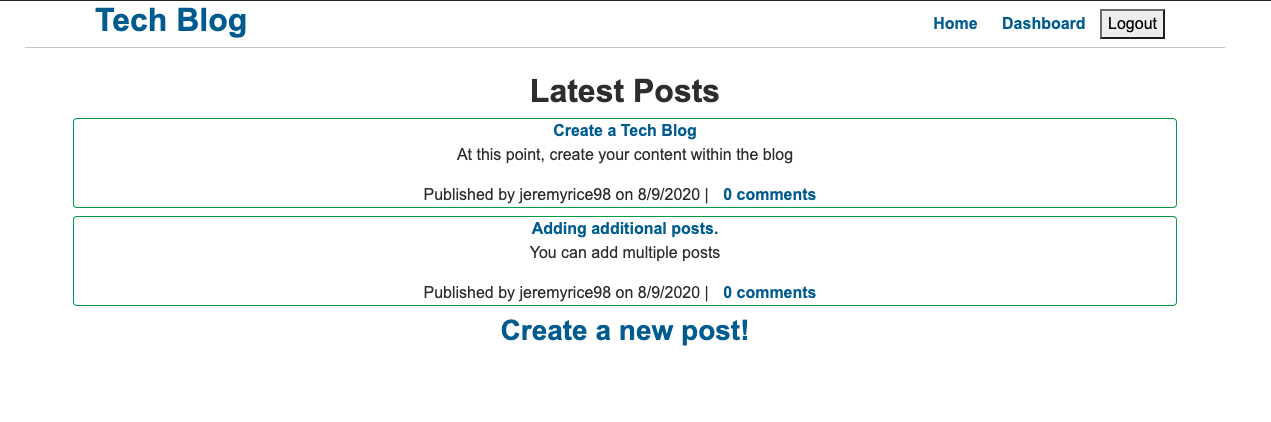 Tech Blog Home Dashboard Logout
Latest Posts
Create a Tech Blog
At this point, create your content within the blog
Published by jeremyrice98 on 8/9/2020 | 0 comments
Adding additional posts.
You can add multiple posts
Published by jeremyrice98 on 8/9/2020 | 0 comments
Create a new post!